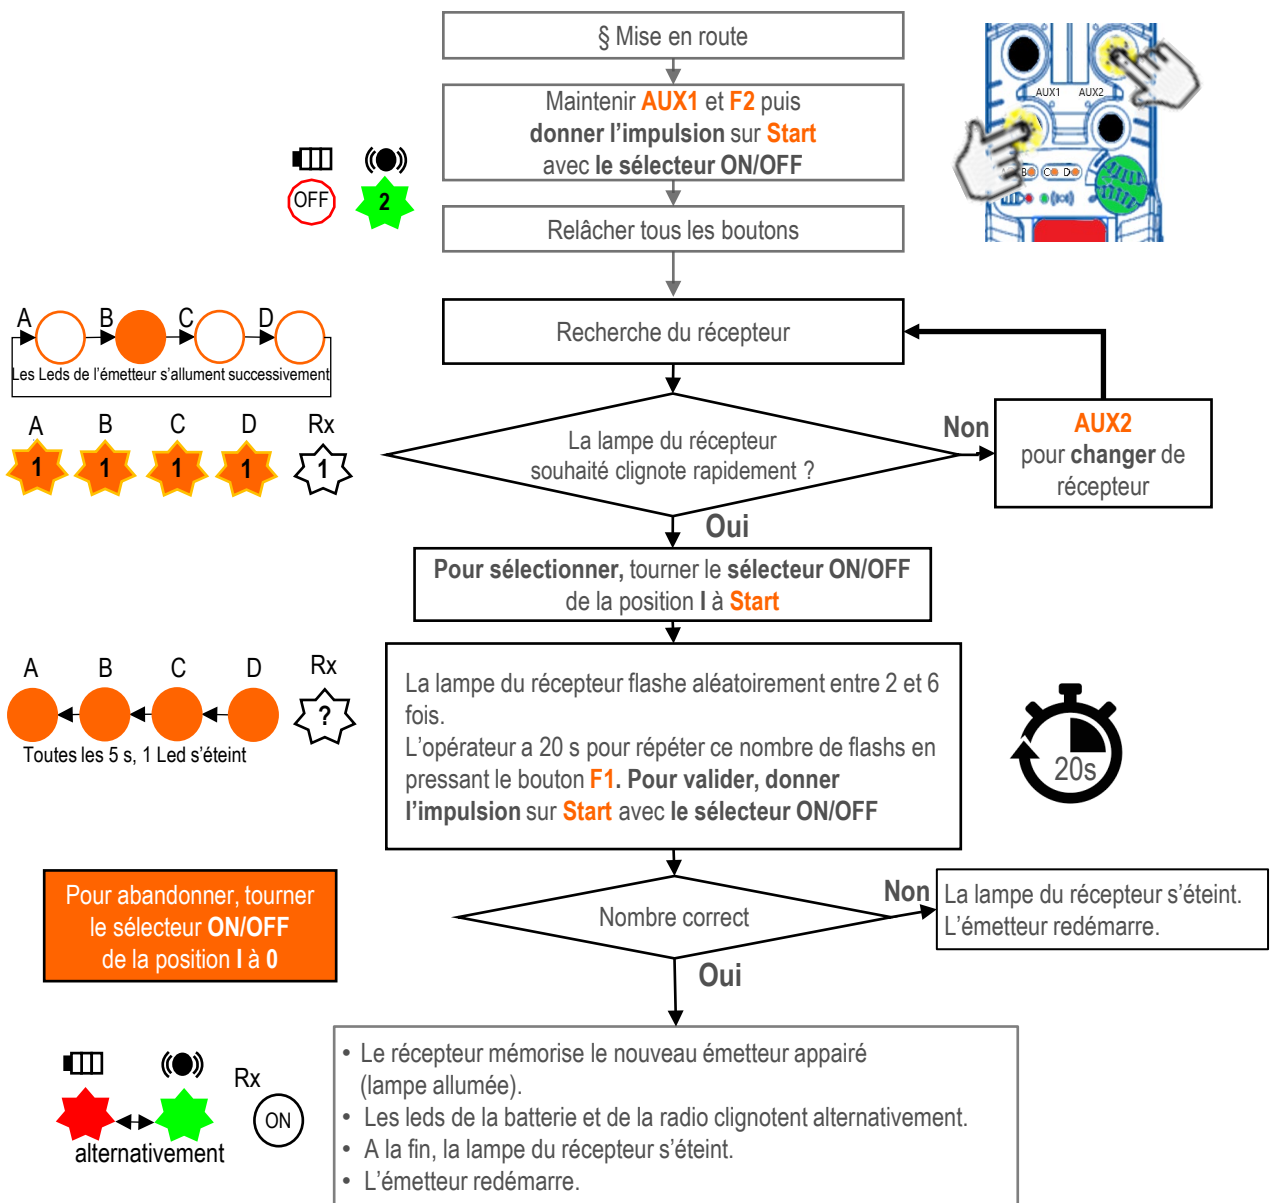 § Mise en route
Maintenir AUX1 et F2 puis
donner l'impulsion sur Start
avec le sélecteur ON/OFF
AUX1 AUX2
B C D
OFF
2
Relâcher tous les boutons
A B C D
Les Leds de l'émetteur s'allument successivement
Recherche du récepteur
A B C D Rx
1 1 1 1 1
La lampe du récepteur
souhaité clignote rapidement ?
Non
AUX2
pour changer de
récepteur
Oui
Pour sélectionner, tourner le sélecteur ON/OFF
de la position I à Start
A B C D Rx
?
Toutes les 5 s, 1 Led s'éteint
La lampe du récepteur flashe aléatoirement entre 2 et 6
fois.
L'opérateur a 20 s pour répéter ce nombre de flashs en
pressant le bouton F1. Pour valider, donner
l'impulsion sur Start avec le sélecteur ON/OFF
20s
Pour abandonner, tourner
le sélecteur ON/OFF
de la position I à 0
Nombre correct
Non
La lampe du récepteur s'éteint.
L'émetteur redémarre.
Oui
Rx
ON
alternativement
• Le récepteur mémorise le nouveau émetteur appairé
(lampe allumée).
• Les leds de la batterie et de la radio clignotent alternativement.
• A la fin, la lampe du récepteur s'éteint.
• L'émetteur redémarre.